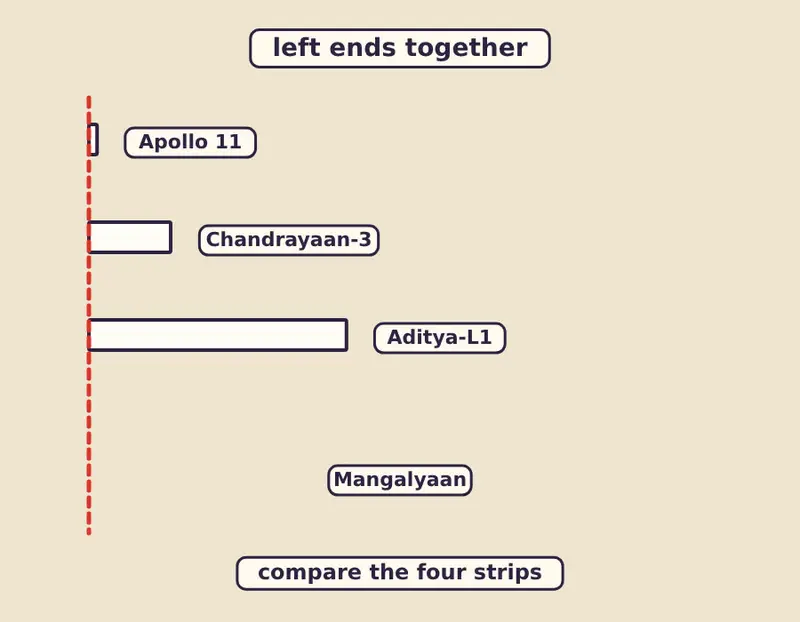 left ends together
Apollo 11
Chandrayaan-3
Aditya-L1
Mangalyaan
compare the four strips